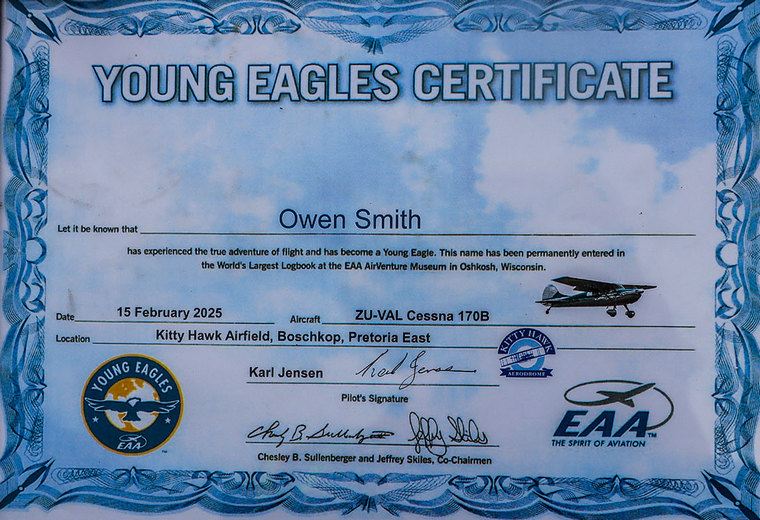 YOUNG EAGLES CERTIFICATE
Let it be known that Owen Smith
has experienced the true adventure of flight and has become a Young Eagle. This name has been permanently entered in
the World's Largest Logbook at the EAA AirVenture Museum in Oshkosh, Wisconsin.
Date 15 February 2025 Aircraft ZU-VAL Cessna 170B
Location Kitty Hawk Airfield, Boschkop, Pretoria East
KITTY HAWK
AERODROME
YOUNG EAGLES
EAA
Karl Jensen Karl Jensen
Pilot's Signature
EAA™
THE SPIRIT OF AVIATION
Chesley B. Sullenberger and Jeffrey Skiles, Co-Chairmen